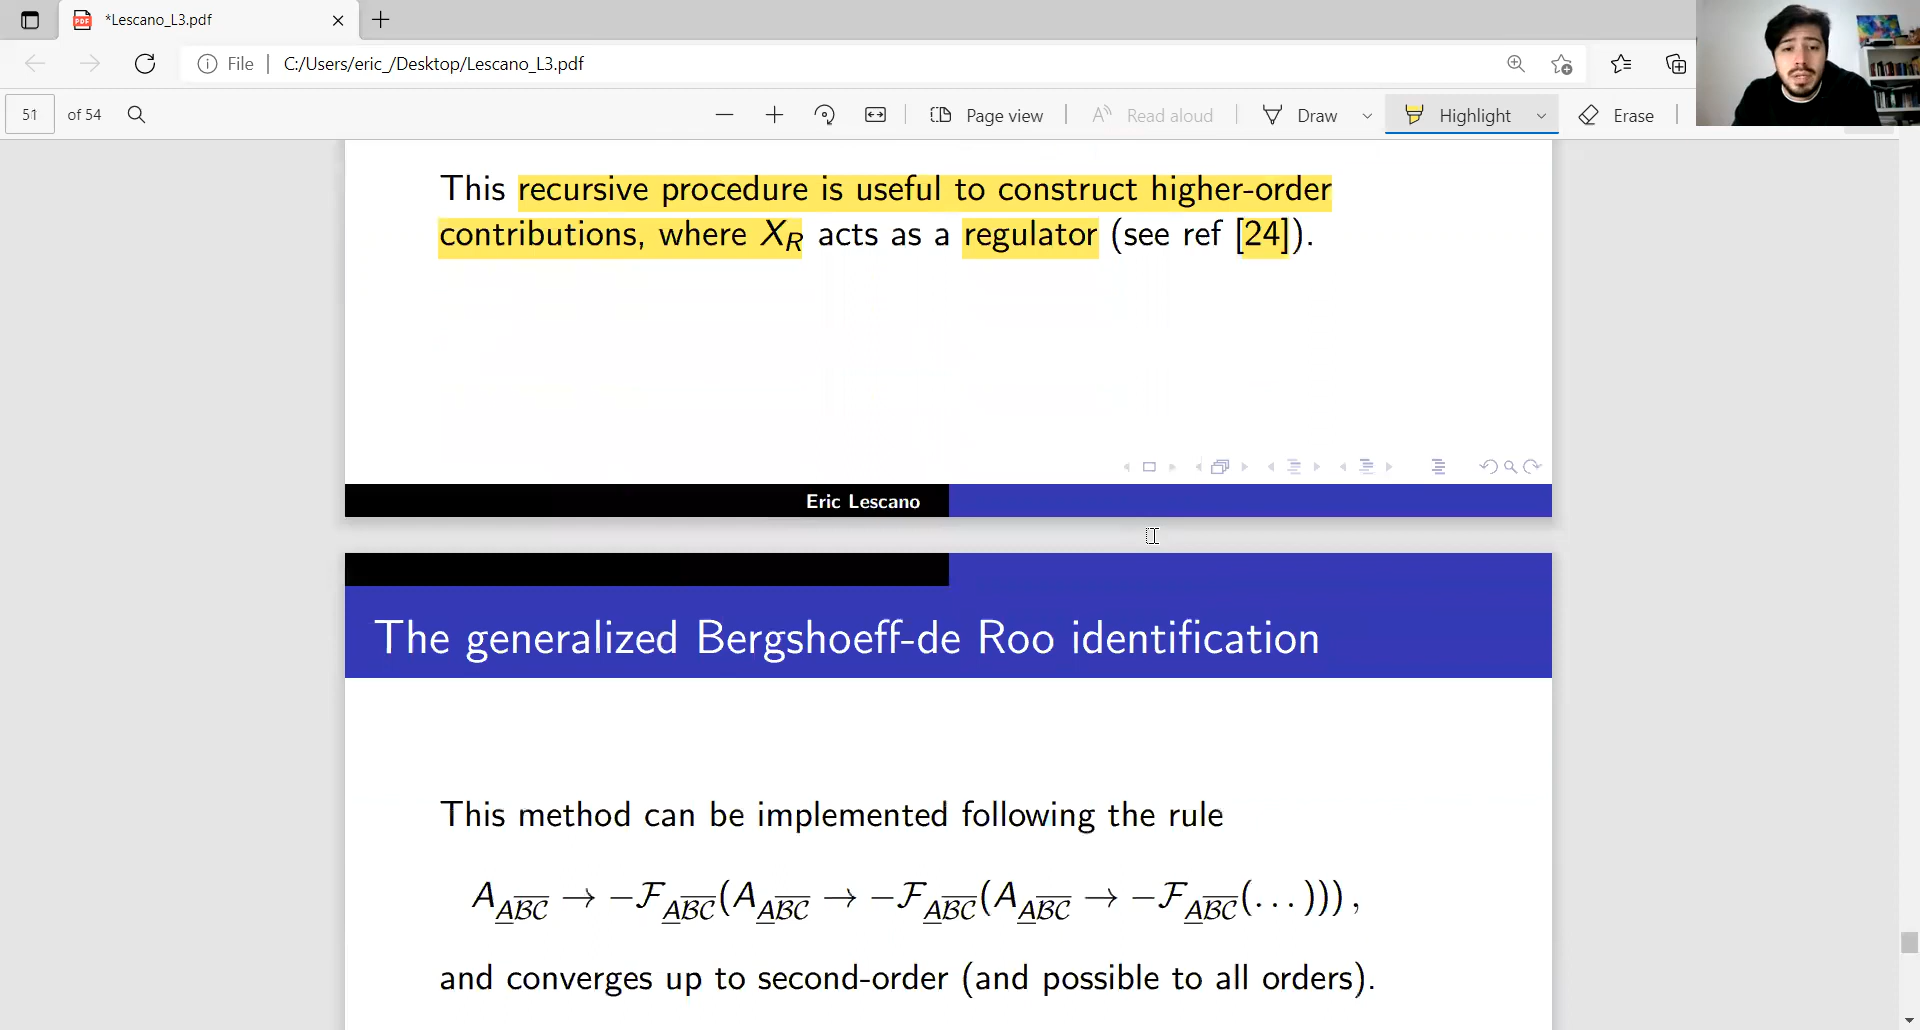 *Lescano_L3.pdf
File | C:/Users/eric_/Desktop/Lescano_L3.pdf
51 of 54 Page view Read aloud Draw Highlight Erase
This recursive procedure is useful to construct higher-order
contributions, where X_R acts as a regulator (see ref [24]).
Eric Lescano
The generalized Bergshoeff-de Roo identification
This method can be implemented following the rule
A_{\underline{A}\overline{BC}} → −F_{\underline{A}\overline{BC}}(A_{\underline{A}\overline{BC}} → −F_{\underline{A}\overline{BC}}(A_{\underline{A}\overline{BC}} → −F_{\underline{A}\overline{BC}}(...))) ,
and converges up to second-order (and possible to all orders).